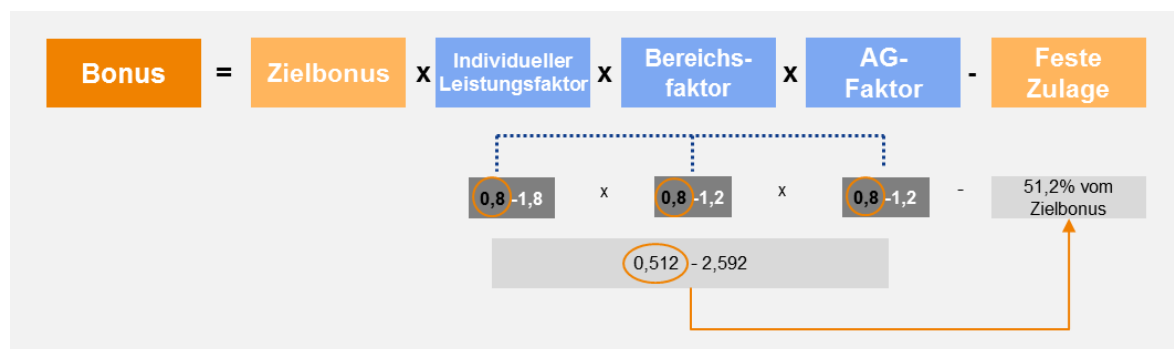 Bonus = Zielbonus x Individueller Leistungsfaktor x Bereichs-faktor x AG-Faktor - Feste Zulage
0,8-1,8 x 0,8-1,2 x 0,8-1,2 - 51,2% vom
Zielbonus
0,512 - 2,592